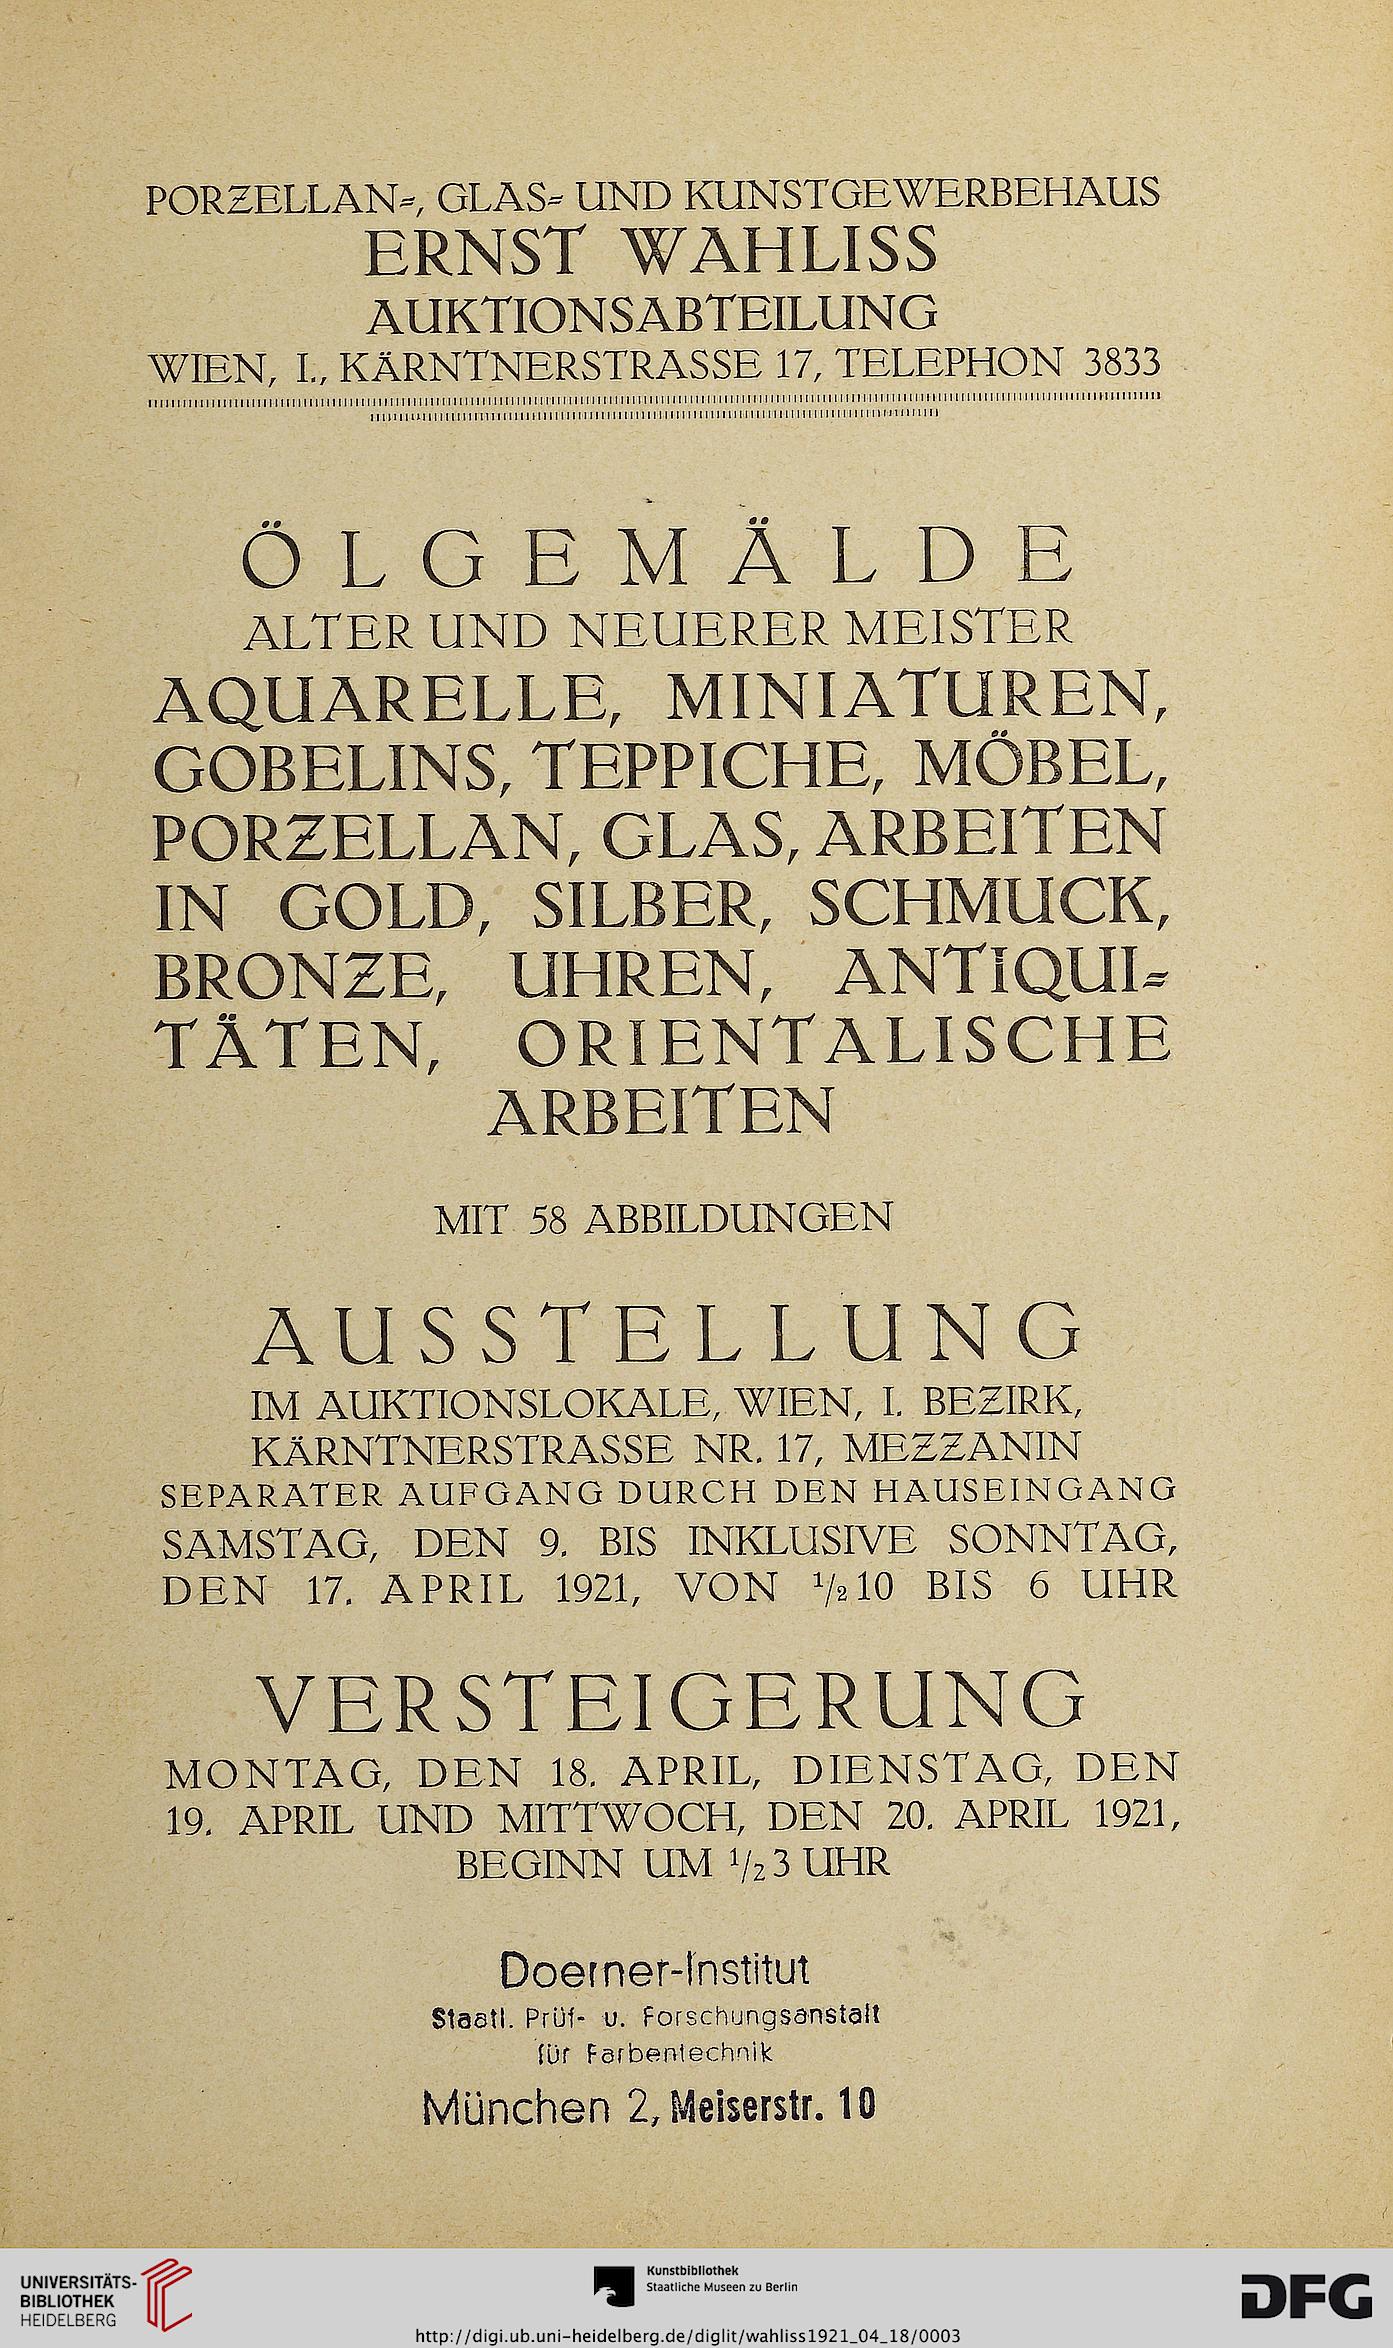 PORZELLAN=, GLAS= UND KUNSTGEWERBEHAUS
ERNST WAHLISS
AUKTIONSABTEILUNG
WIEN, I., KÄRNTNERSTRASSE 17, TELEPHON 3833
ÖLGEMÄLDE
ALTER UND NEUERER MEISTER
AQUARELLE, MINIATUREN,
GOBELINS, TEPPICHE, MÖBEL,
PORZELLAN, GLAS, ARBEITEN
IN GOLD, SILBER, SCHMUCK,
BRONZE, UHREN, ANTIQUI=
TÄTEN, ORIENTALISCHE
ARBEITEN
MIT 58 ABBILDUNGEN
AUSSTELLUNG
IM AUKTIONSLOKALE, WIEN, I. BEZIRK,
KÄRNTNERSTRASSE NR. 17, MEZZANIN
SEPARATER AUFGANG DURCH DEN HAUSEINGANG
SAMSTAG, DEN 9. BIS INKLUSIVE SONNTAG,
DEN 17. APRIL 1921, VON 1/2 10 BIS 6 UHR
VERSTEIGERUNG
MONTAG, DEN 18. APRIL, DIENSTAG, DEN
19. APRIL UND MITTWOCH, DEN 20. APRIL 1921,
BEGINN UM 1/2 3 UHR
Doerner-Institut
Staatl. Prüf- u. Forschungsanstalt
für Farbentechnik
München 2, Meiserstr. 10
UNIVERSITÄTS-
BIBLIOTHEK
HEIDELBERG
Kunstbibliothek
Staatliche Museen zu Berlin
DFG
http://digi.ub.uni-heidelberg.de/diglit/wahliss1921_04_18/0003